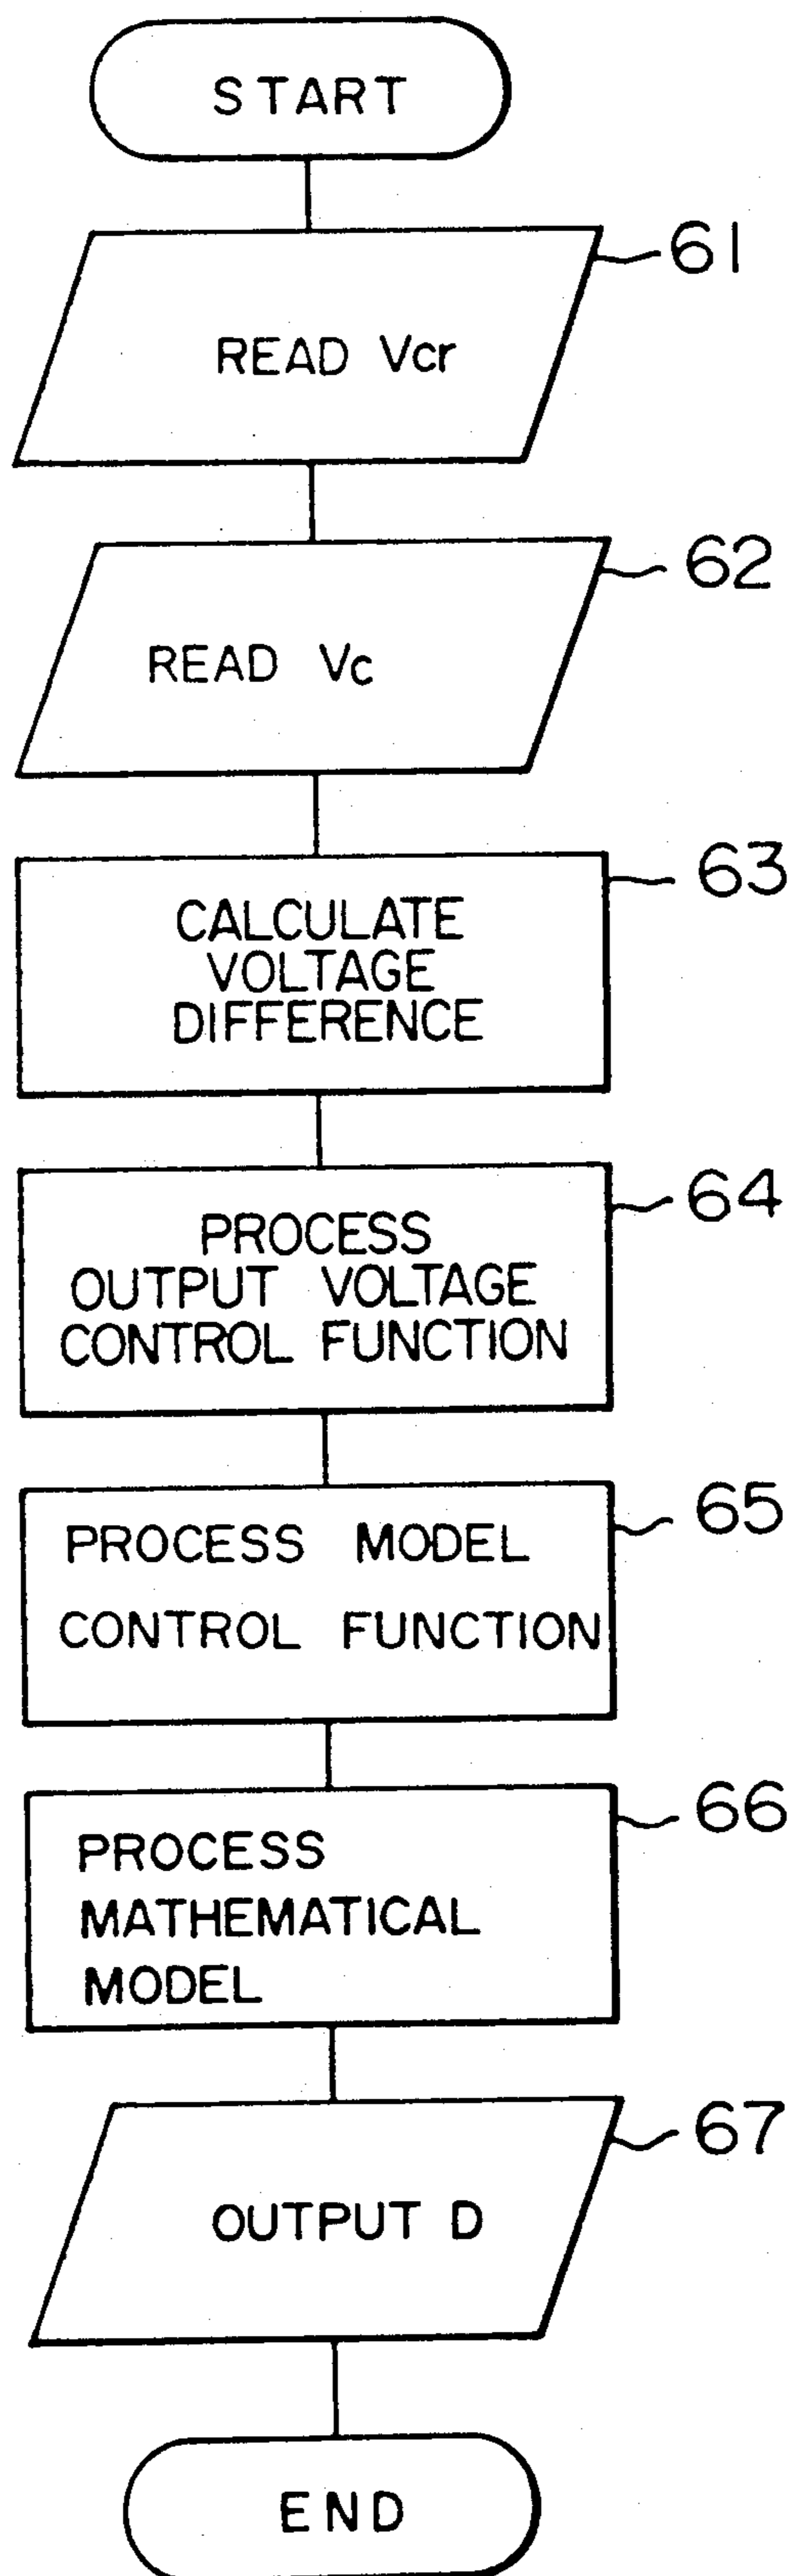 START
61
READ Vcr
62
READ Vc
63
CALCULATE
VOLTAGE
DIFFERENCE
64
PROCESS
OUTPUT VOLTAGE
CONTROL FUNCTION
65
PROCESS MODEL
CONTROL FUNCTION
66
PROCESS
MATHEMATICAL
MODEL
67
OUTPUT D
END